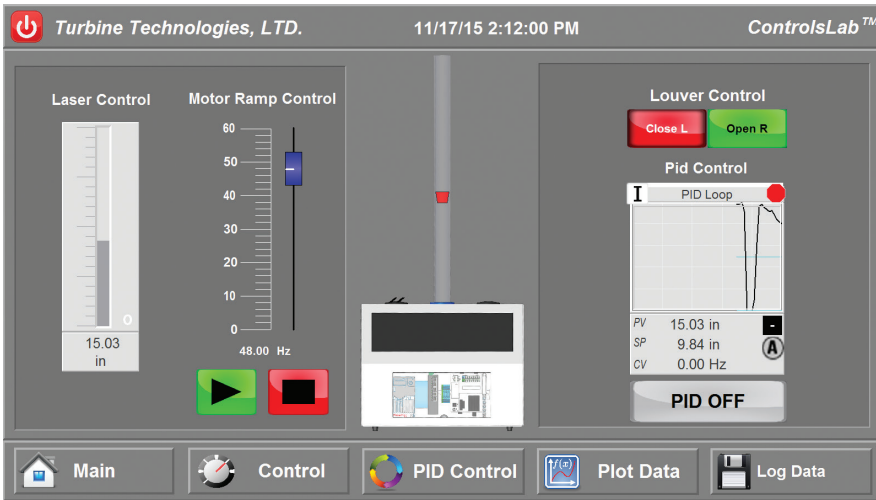 Turbine Technologies, LTD.
11/17/15 2:12:00 PM
ControlsLab™
Laser Control
0
15.03
in
Motor Ramp Control
60
50
40
30
20
10
0
48.00 Hz
Louver Control
Close L
Open R
Pid Control
I
PID Loop
PV 15.03 in
-
SP 9.84 in
A
CV 0.00 Hz
PID OFF
Main
Control
PID Control
f(x)
Plot Data
Log Data